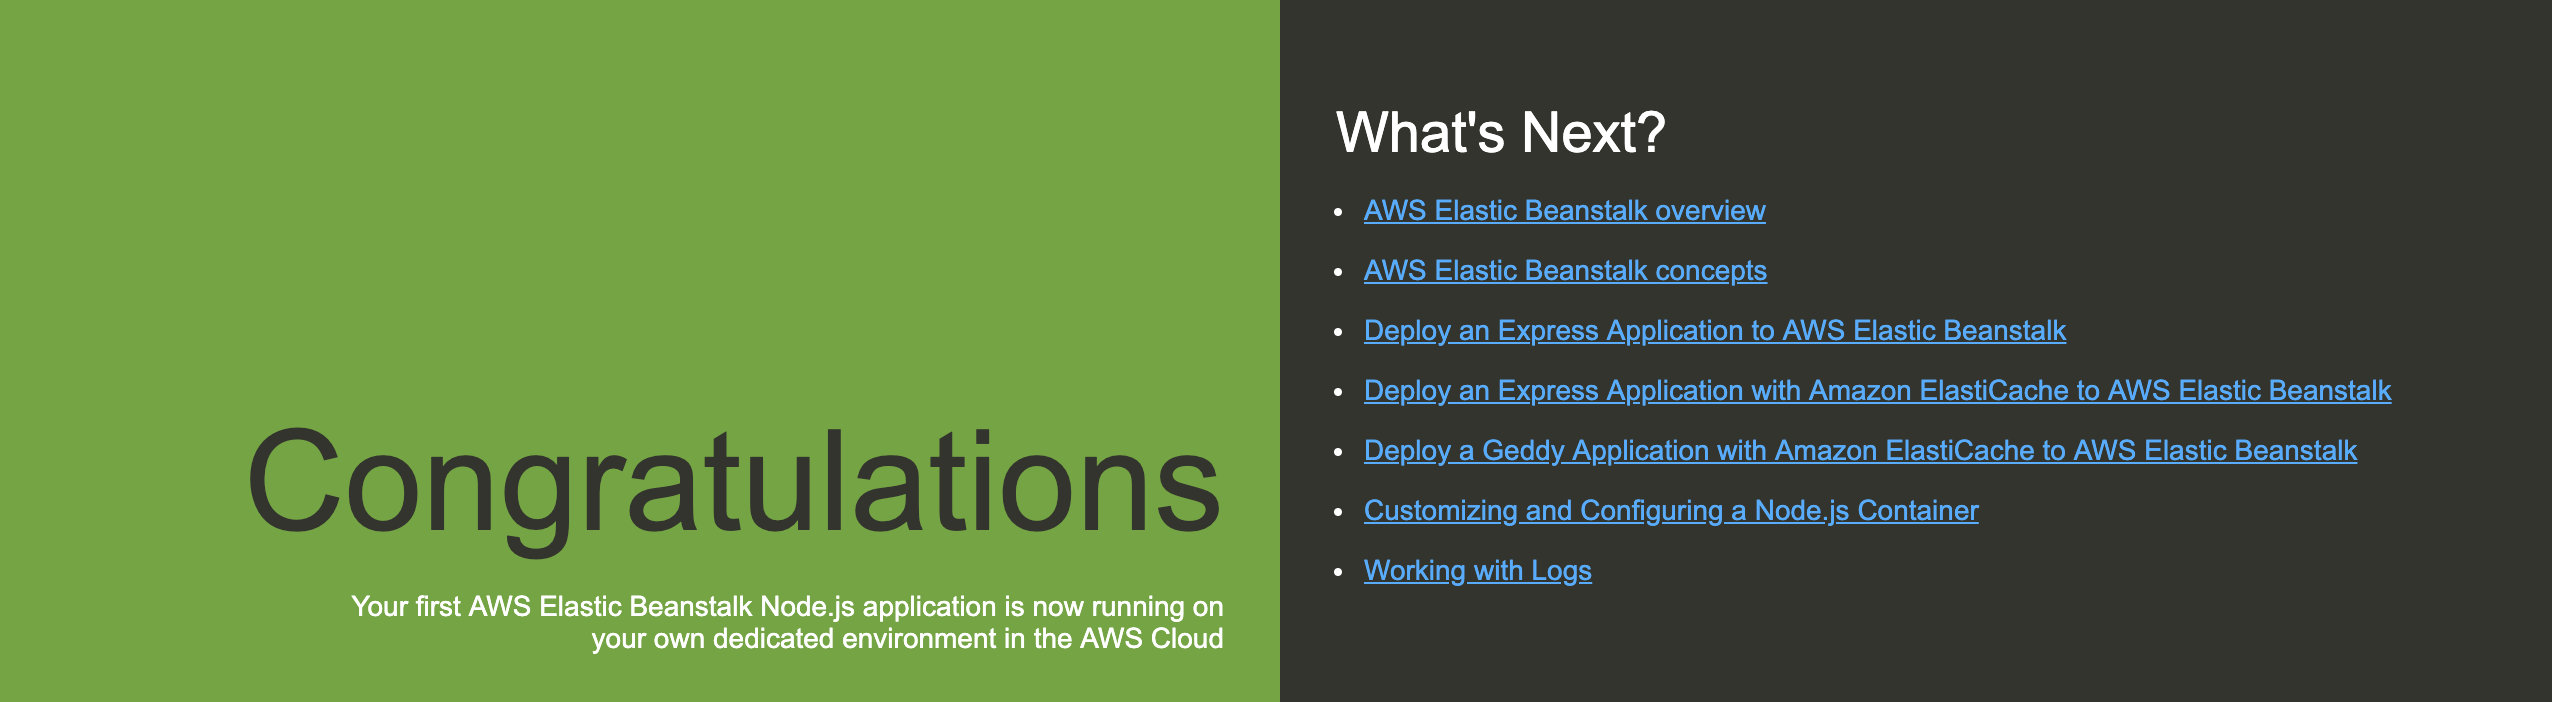 Congratulations
Your first AWS Elastic Beanstalk Node.js application is now running on
your own dedicated environment in the AWS Cloud
What's Next?
AWS Elastic Beanstalk overview
AWS Elastic Beanstalk concepts
Deploy an Express Application to AWS Elastic Beanstalk
Deploy an Express Application with Amazon ElastiCache to AWS Elastic Beanstalk
Deploy a Geddy Application with Amazon ElastiCache to AWS Elastic Beanstalk
Customizing and Configuring a Node.js Container
Working with Logs